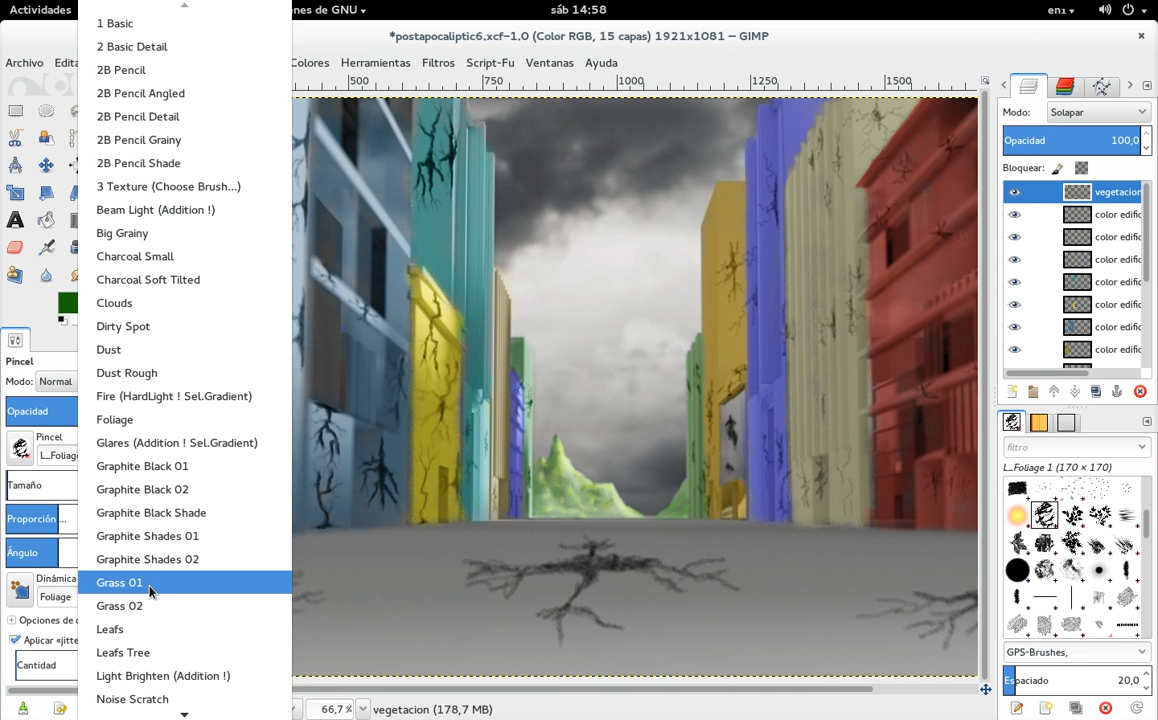 Actividades
enes de GNU
sáb 14:58
en1
*postapocaliptic6.xcf-1.0 (Color RGB, 15 capas) 1921x1081 – GIMP
Archivo
Colores
Herramientas
Filtros
Script-Fu
Ventanas
Ayuda
500
750
1000
1250
1500
1 Basic
2 Basic Detail
2B Pencil
2B Pencil Angled
2B Pencil Detail
2B Pencil Grainy
2B Pencil Shade
3 Texture (Choose Brush...)
Beam Light (Addition !)
Big Grainy
Charcoal Small
Charcoal Soft Tilted
Clouds
Dirty Spot
Dust
Dust Rough
Fire (HardLight ! Sel.Gradient)
Foliage
Glares (Addition ! Sel.Gradient)
Graphite Black 01
Graphite Black 02
Graphite Black Shade
Graphite Shades 01
Graphite Shades 02
Grass 01
Grass 02
Leafs
Leafs Tree
Light Brighten (Addition !)
Noise Scratch
Pincel
Modo: Normal
Opacidad
Pincel
L_Foliage
Tamaño
Proporción ...
Ángulo
Dinámica
Foliage
Opciones de
Aplicar «jitte
Cantidad
66,7 %
vegetacion (178,7 MB)
Modo: Solapar
Opacidad 100,0
Bloquear:
vegetacion
color edific
color edific
color edific
color edific
color edific
color edific
color edific
filtro
L_Foliage 1 (170 × 170)
GPS-Brushes,
Espaciado 20,0